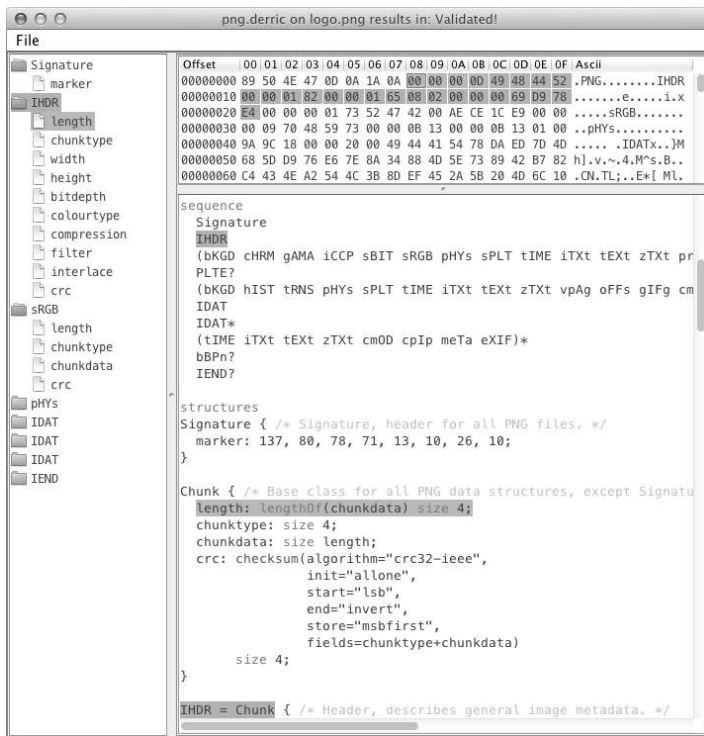 png.derric on logo.png results in: Validated!
File
Signature
marker
IHDR
length
chunktype
width
height
bitdepth
colourtype
compression
filter
interlace
crc
sRGB
length
chunktype
chunkdata
crc
pHYs
IDAT
IDAT
IDAT
IEND
Offset 00 01 02 03 04 05 06 07 08 09 0A 0B 0C 0D 0E 0F Ascii
00000000 89 50 4E 47 0D 0A 1A 0A 00 00 00 0D 49 48 44 52 .PNG........IHDR
00000010 00 00 01 82 00 00 01 65 08 02 00 00 00 69 D9 78 .......e.....i.x
00000020 E4 00 00 00 01 73 52 47 42 00 AE CE 1C E9 00 00 .....sRGB.......
00000030 00 09 70 48 59 73 00 00 0B 13 00 00 0B 13 01 00 ..pHYs..........
00000040 9A 9C 18 00 00 20 00 49 44 41 54 78 DA ED 7D 4D ..... .IDATx..}M
00000050 68 5D D9 76 E6 7E 8A 34 88 4D 5E 73 89 42 B7 82 h].v.~.4.M^s.B..
00000060 C4 43 4E A2 54 4C 3B 8D EF 45 2A 5B 20 4D 6C 10 .CN.TL;..E*[ Ml.
sequence
Signature
IHDR
(bKGD cHRM gAMA iCCP sBIT sRGB pHYs sPLT tIME iTXt tEXt zTXt pr
PLTE?
(bKGD hIST tRNS pHYs sPLT tIME iTXt tEXt zTXt vpAg oFFs gIFg cm
IDAT
IDAT*
(tIME iTXt tEXt zTXt cmOD cpIp meTa eXIF)*
bBPn?
IEND?
structures
Signature { /* Signature, header for all PNG files. */
marker: 137, 80, 78, 71, 13, 10, 26, 10;
}
Chunk { /* Base class for all PNG data structures, except Signatu
length: lengthOf(chunkdata) size 4;
chunktype: size 4;
chunkdata: size length;
crc: checksum(algorithm="crc32-ieee",
init="allone",
start="lsb",
end="invert",
store="msbfirst",
fields=chunktype+chunkdata)
size 4;
}
IHDR = Chunk { /* Header, describes general image metadata. */